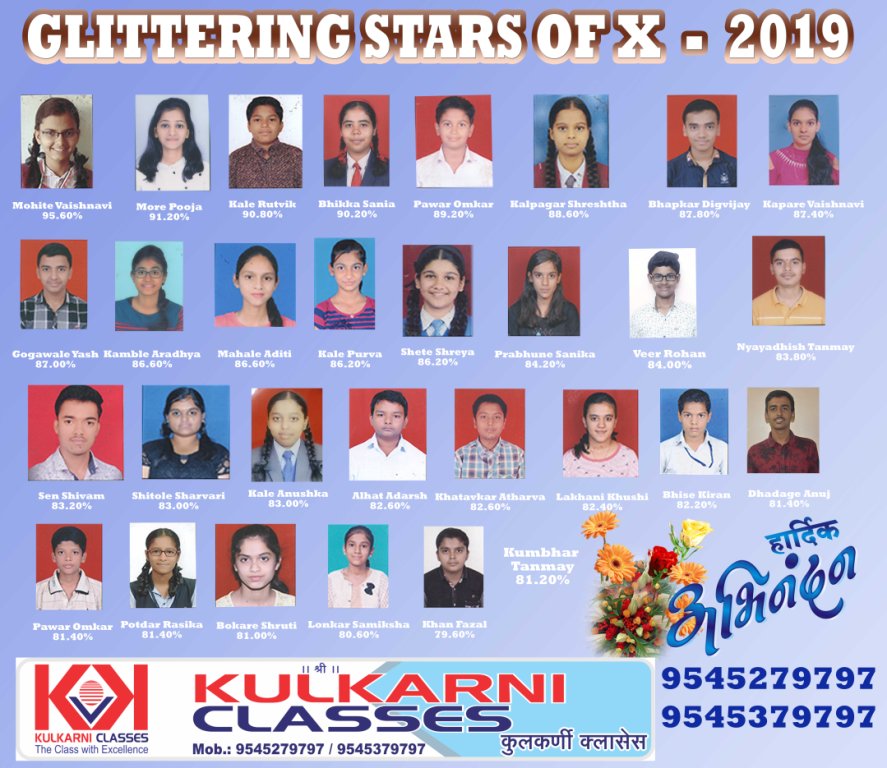 GLITTERING STARS OF X - 2019
Mohite Vaishnavi
95.60%
More Pooja
91.20%
Kale Rutvik
90.80%
Bhikka Sania
90.20%
Pawar Omkar
89.20%
Kalpagar Shreshtha
88.60%
Bhapkar Digvijay
87.80%
Kapare Vaishnavi
87.40%
Gogawale Yash
87.00%
Kamble Aradhya
86.60%
Mahale Aditi
86.60%
Kale Purva
86.20%
Shete Shreya
86.20%
Prabhune Sanika
84.20%
Veer Rohan
84.00%
Nyayadhish Tanmay
83.80%
Sen Shivam
83.20%
Shitole Sharvari
83.00%
Kale Anushka
83.00%
Alhat Adarsh
82.60%
Khatavkar Atharva
82.60%
Lakhani Khushi
82.40%
Bhise Kiran
82.20%
Dhadage Anuj
81.40%
Pawar Omkar
81.40%
Potdar Rasika
81.40%
Bokare Shruti
81.00%
Lonkar Samiksha
80.60%
Khan Fazal
79.60%
Kumbhar
Tanmay
81.20%
हार्दिक
अभिनंदन
KK
KULKARNI CLASSES
The Class with Excellence
|| श्री ||
KULKARNI
CLASSES
Mob.: 9545279797 / 9545379797
कुलकर्णी क्लासेस
9545279797
9545379797